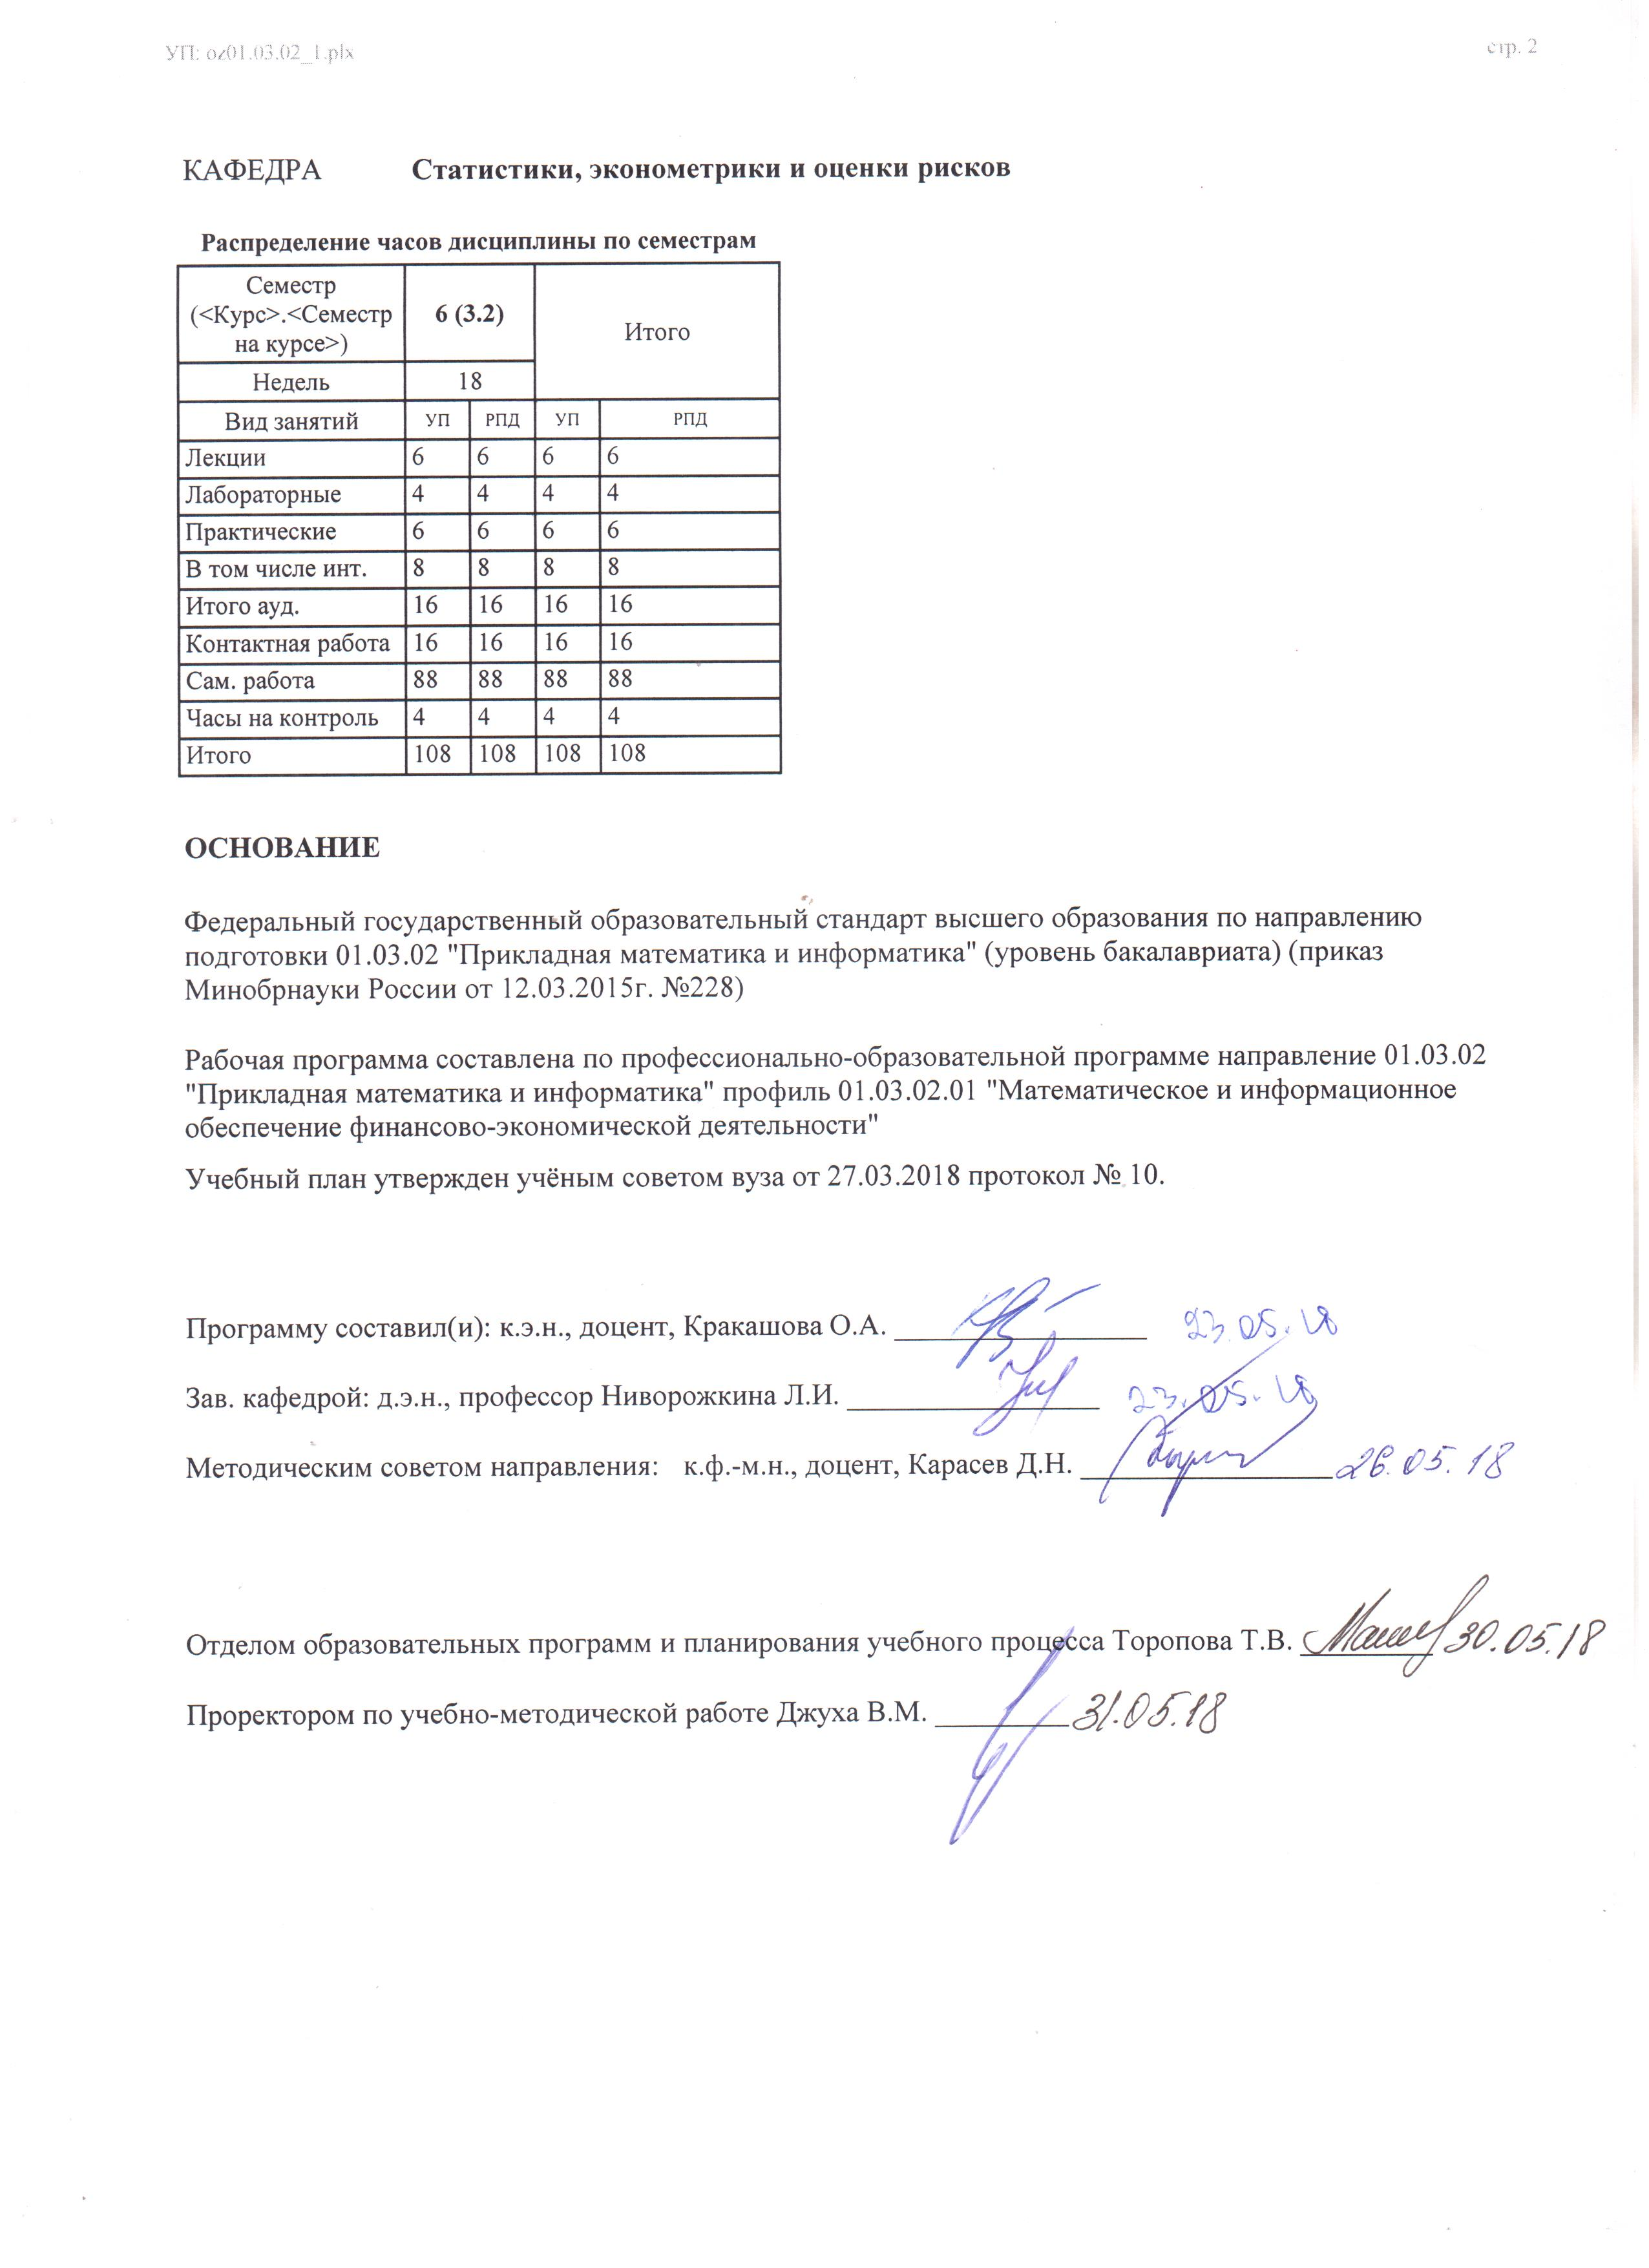 УП: oz01.03.02_1.plx
стр. 2
КАФЕДРА Статистики, эконометрики и оценки рисков
Распределение часов дисциплины по семестрам
Семестр
(<Курс>.<Семестр
на курсе>)
6 (3.2)
Итого
Недель 18
Вид занятий УП РПД УП РПД
Лекции 6 6 6 6
Лабораторные 4 4 4 4
Практические 6 6 6 6
В том числе инт. 8 8 8 8
Итого ауд. 16 16 16 16
Контактная работа 16 16 16 16
Сам. работа 88 88 88 88
Часы на контроль 4 4 4 4
Итого 108 108 108 108
ОСНОВАНИЕ
Федеральный государственный образовательный стандарт высшего образования по направлению
подготовки 01.03.02 "Прикладная математика и информатика" (уровень бакалавриата) (приказ
Минобрнауки России от 12.03.2015г. №228)
Рабочая программа составлена по профессионально-образовательной программе направление 01.03.02
"Прикладная математика и информатика" профиль 01.03.02.01 "Математическое и информационное
обеспечение финансово-экономической деятельности"
Учебный план утвержден учёным советом вуза от 27.03.2018 протокол № 10.
Программу составил(и): к.э.н., доцент, Кракашова О.А. 23.05.18
Зав. кафедрой: д.э.н., профессор Ниворожкина Л.И. 23.05.18
Методическим советом направления: к.ф.-м.н., доцент, Карасев Д.Н. 26.05.18
Отделом образовательных программ и планирования учебного процесса Торопова Т.В. 30.05.18
Проректором по учебно-методической работе Джуха В.М. 31.05.18